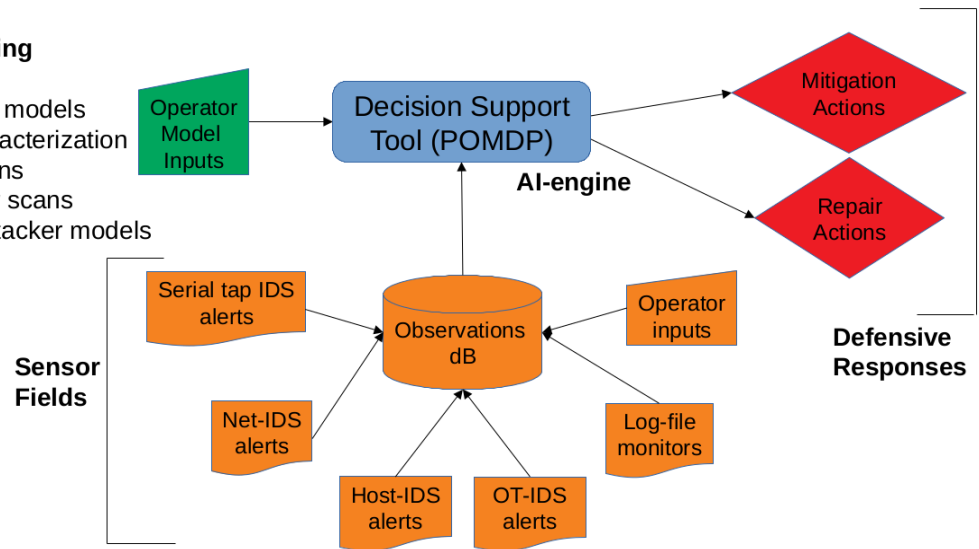 ing
models
acterization
ns
scans
tacker models
Operator
Model
Inputs
Decision Support
Tool (POMDP)
AI-engine
Mitigation
Actions
Repair
Actions
Defensive
Responses
Sensor
Fields
Serial tap IDS
alerts
Observations
dB
Operator
inputs
Net-IDS
alerts
Log-file
monitors
Host-IDS
alerts
OT-IDS
alerts